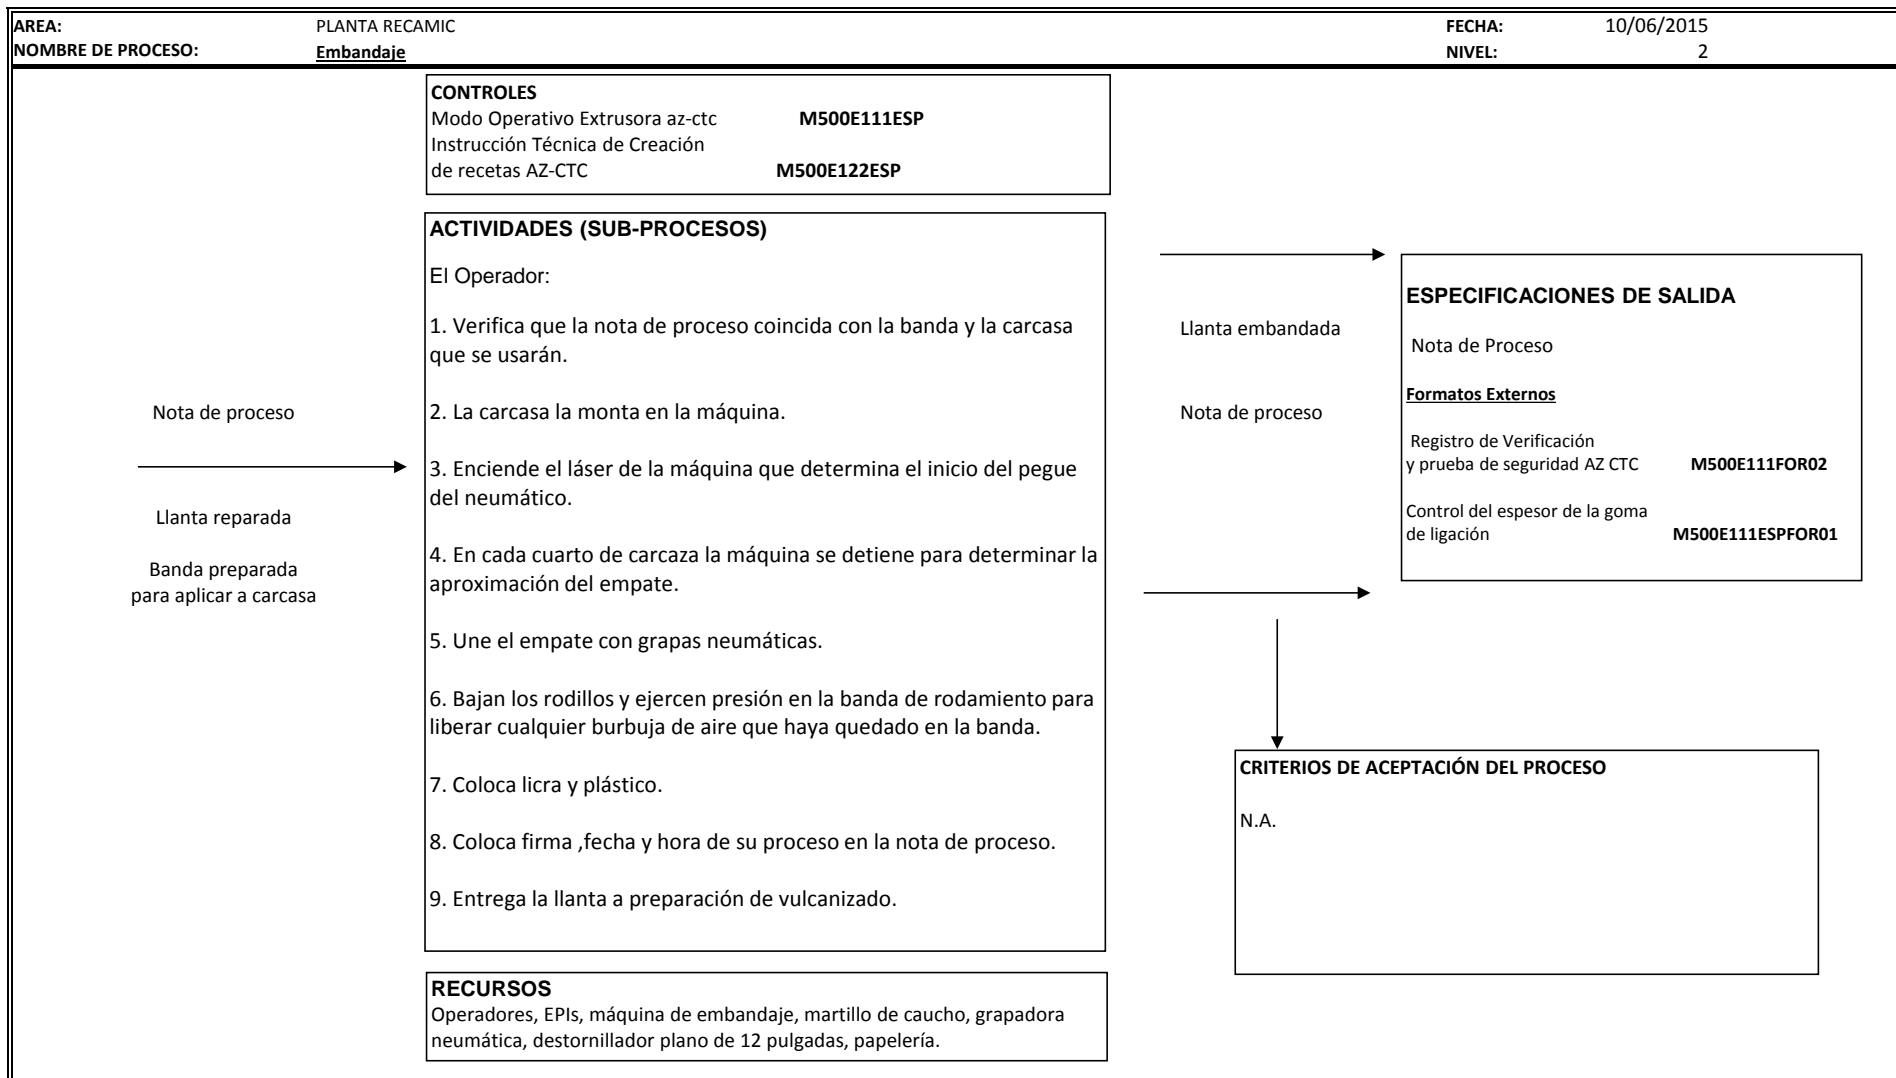 AREA: PLANTA RECAMIC FECHA: 10/06/2015
NOMBRE DE PROCESO: Embandaje NIVEL: 2
CONTROLES
Modo Operativo Extrusora az-ctc M500E111ESP
Instrucción Técnica de Creación
de recetas AZ-CTC M500E122ESP
Nota de proceso
Llanta reparada
Banda preparada
para aplicar a carcasa
ACTIVIDADES (SUB-PROCESOS)
El Operador:
1. Verifica que la nota de proceso coincida con la banda y la carcasa
que se usarán.
2. La carcasa la monta en la máquina.
3. Enciende el láser de la máquina que determina el inicio del pegue
del neumático.
4. En cada cuarto de carcaza la máquina se detiene para determinar la
aproximación del empate.
5. Une el empate con grapas neumáticas.
6. Bajan los rodillos y ejercen presión en la banda de rodamiento para
liberar cualquier burbuja de aire que haya quedado en la banda.
7. Coloca licra y plástico.
8. Coloca firma ,fecha y hora de su proceso en la nota de proceso.
9. Entrega la llanta a preparación de vulcanizado.
Llanta embandada
Nota de proceso
ESPECIFICACIONES DE SALIDA
Nota de Proceso
Formatos Externos
Registro de Verificación
y prueba de seguridad AZ CTC M500E111FOR02
Control del espesor de la goma
de ligación M500E111ESPFOR01
CRITERIOS DE ACEPTACIÓN DEL PROCESO
N.A.
RECURSOS
Operadores, EPIs, máquina de embandaje, martillo de caucho, grapadora
neumática, destornillador plano de 12 pulgadas, papelería.